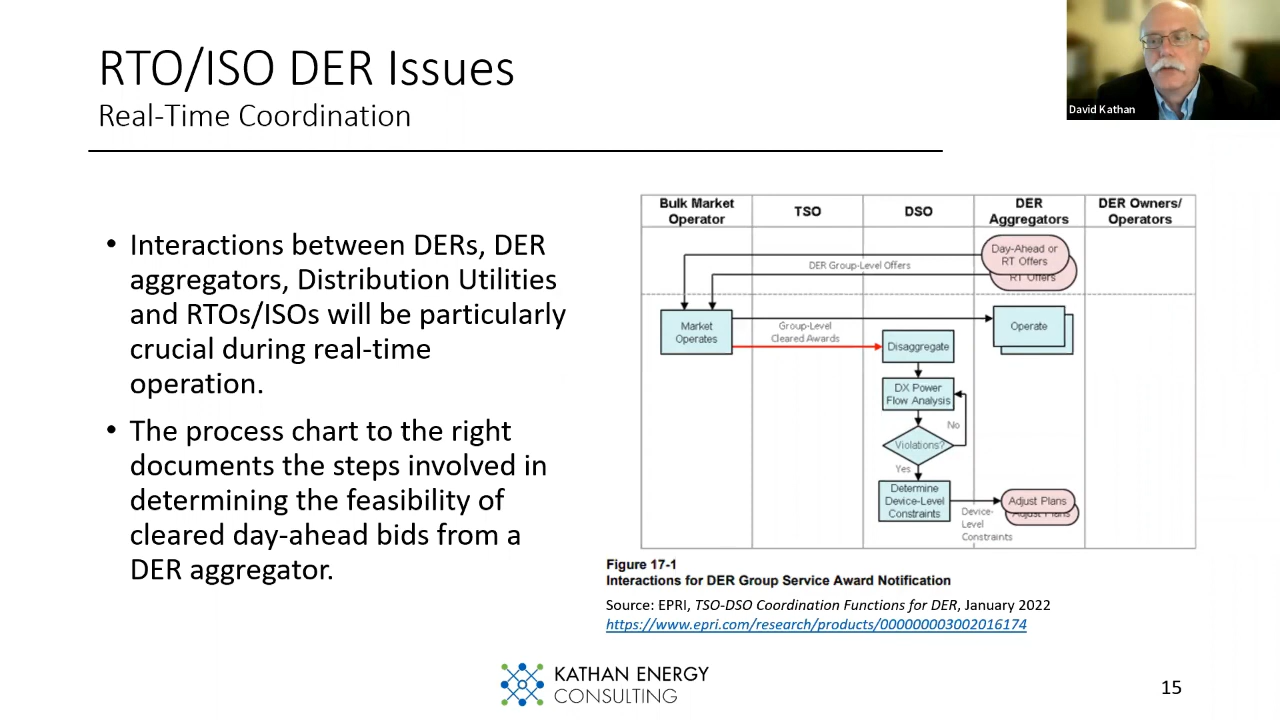 RTO/ISO DER Issues
Real-Time Coordination
David Kathan
• Interactions between DERs, DER
aggregators, Distribution Utilities
and RTOs/ISOs will be particularly
crucial during real-time
operation.
• The process chart to the right
documents the steps involved in
determining the feasibility of
cleared day-ahead bids from a
DER aggregator.
Bulk Market
Operator
TSO
DSO
DER
Aggregators
DER Owners/
Operators
Day-Ahead or
RT Offers
RT Offers
DER Group-Level Offers
Market
Operates
Group-Level
Cleared Awards
Operate
Disaggregate
DX Power
Flow Analysis
No
Violations?
Yes
Determine
Device-Level
Constraints
Device-
Level
Constraints
Adjust Plans
Adjust Plans
Figure 17-1
Interactions for DER Group Service Award Notification
Source: EPRI, TSO-DSO Coordination Functions for DER, January 2022
https://www.epri.com/research/products/000000003002016174
KATHAN ENERGY
CONSULTING
15